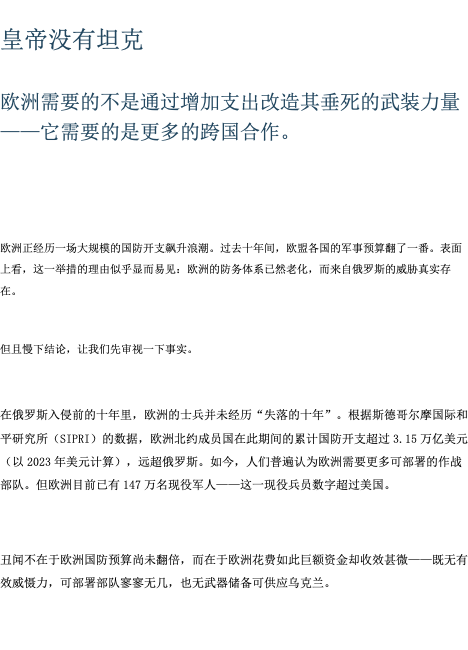 皇帝没有坦克
欧洲需要的不是通过增加支出改造其垂死的武装力量
——它需要的是更多的跨国合作。
欧洲正经历一场大规模的国防开支飙升浪潮。过去十年间，欧盟各国的军事预算翻了一番。表面
上看，这一举措的理由似乎显而易见：欧洲的防务体系已然老化，而来自俄罗斯的威胁真实存
在。
但且慢下结论，让我们先审视一下事实。
在俄罗斯入侵前的十年里，欧洲的士兵并未经历“失落的十年”。根据斯德哥尔摩国际和
平研究所（SIPRI）的数据，欧洲北约成员国在此期间的累计国防开支超过 3.15 万亿美元
（以 2023 年美元计算），远超俄罗斯。如今，人们普遍认为欧洲需要更多可部署的作战
部队。但欧洲目前已有 147 万名现役军人——这一现役兵员数字超过美国。
丑闻不在于欧洲国防预算尚未翻倍，而在于欧洲花费如此巨额资金却收效甚微——既无有
效威慑力，可部署部队寥寥无几，也无武器储备可供应乌克兰。